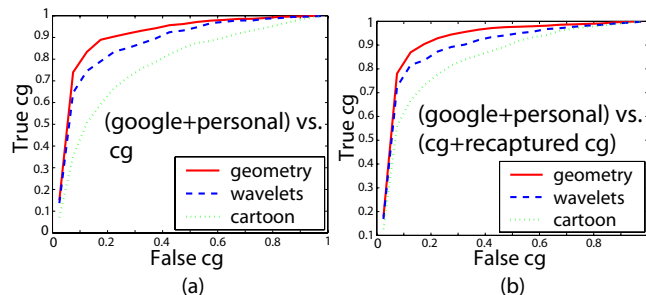 True cg
1
0.9
0.8
0.7
0.6
0.5
0.4
0.3
0.2
0.1
0
(google+personal) vs.
cg
geometry
wavelets
cartoon
0 0.2 0.4 0.6 0.8 1
False cg
(a)
True cg
1
0.9
0.8
0.7
0.6
0.5
0.4
0.3
0.2
0.1
(google+personal) vs.
(cg+recaptured cg)
geometry
wavelets
cartoon
0 0.2 0.4 0.6 0.8
False cg
(b)